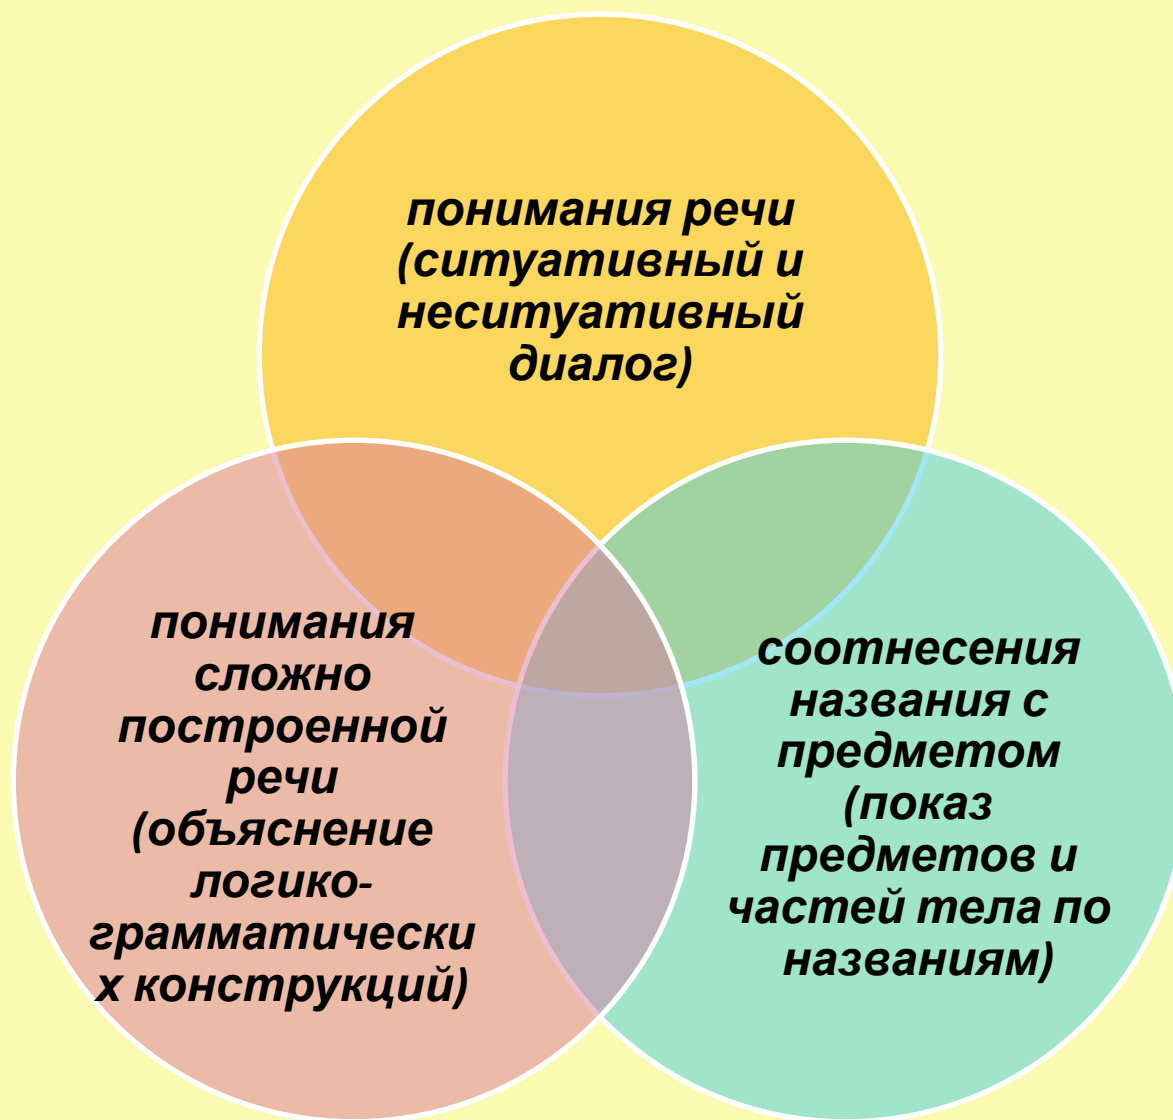 понимания речи
(ситуативный и
неситуативный
диалог)
понимания
сложно
построенной
речи
(объяснение
логико-
грамматически
х конструкций)
соотнесения
названия с
предметом
(показ
предметов и
частей тела по
названиям)